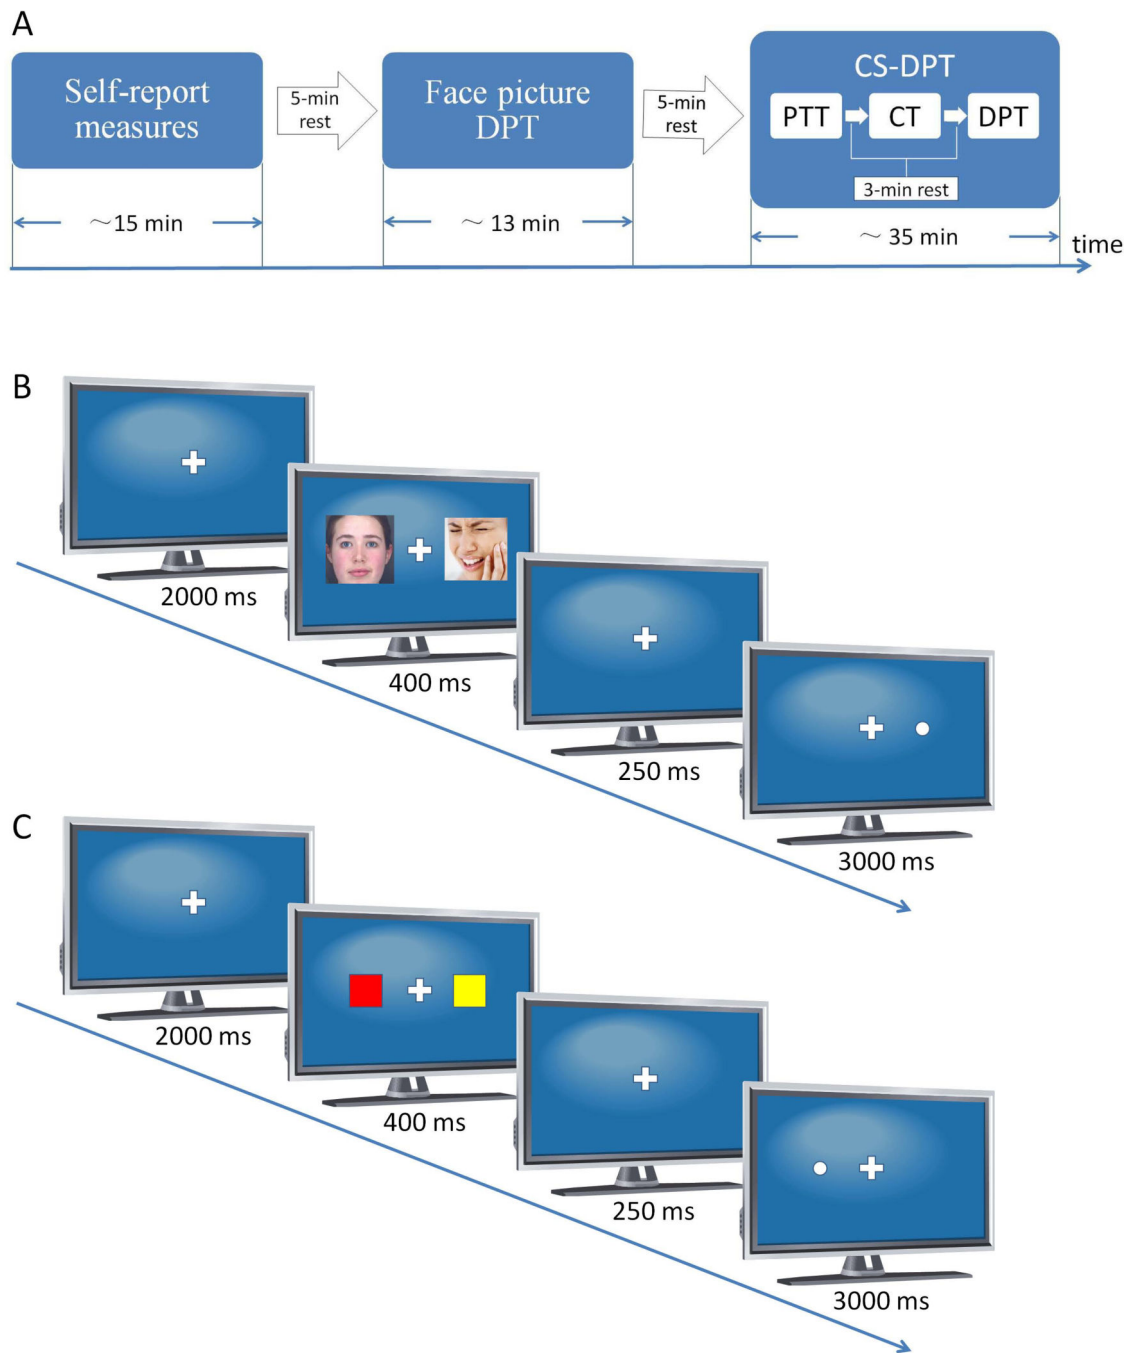 A
Self-report
measures
5-min
rest
Face picture
DPT
5-min
rest
CS-DPT
PTT
CT
DPT
3-min rest
~15 min
~ 13 min
~ 35 min
time
B
2000 ms
400 ms
250 ms
3000 ms
C
2000 ms
400 ms
250 ms
3000 ms